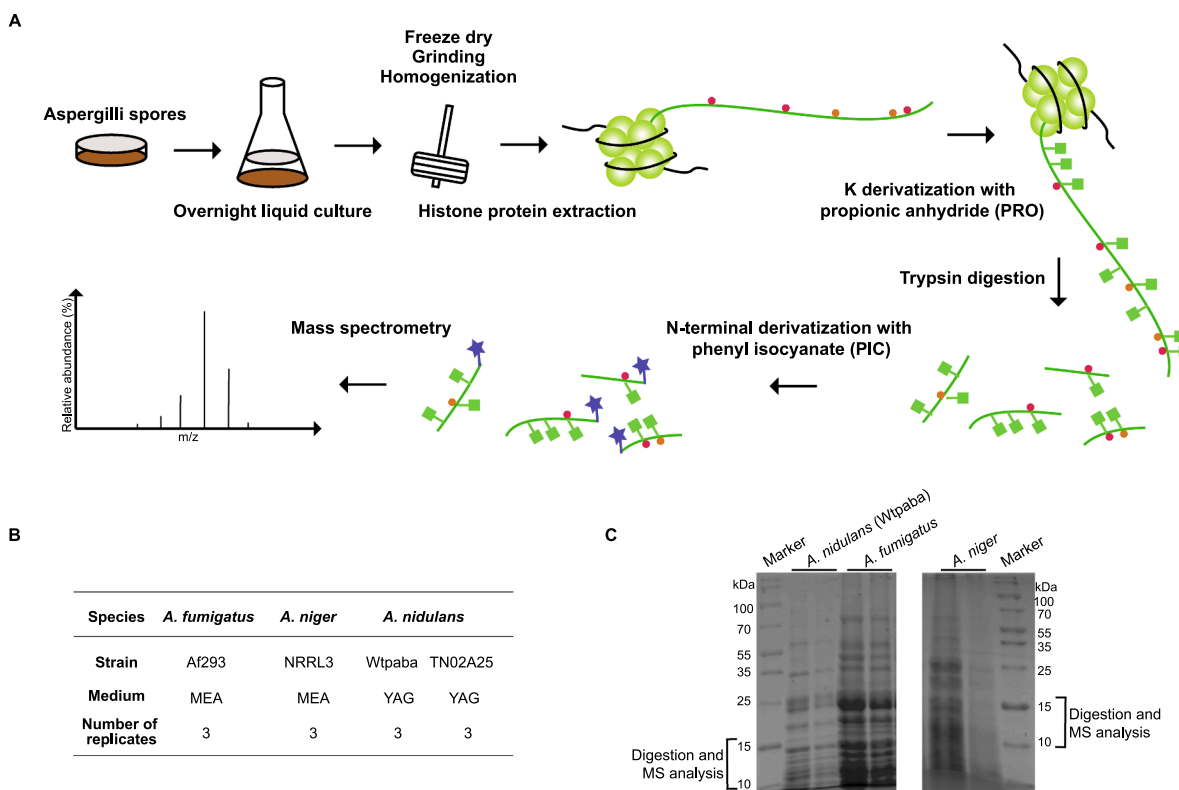 A
Aspergilli spores
Overnight liquid culture
Freeze dry
Grinding
Homogenization
Histone protein extraction
K derivatization with
propionic anhydride (PRO)
Trypsin digestion
N-terminal derivatization with
phenyl isocyanate (PIC)
Mass spectrometry
Relative abundance (%)
m/z
B
Species A. fumigatus A. niger A. nidulans
Strain Af293 NRRL3 Wtpaba TN02A25
Medium MEA MEA YAG YAG
Number of
replicates 3 3 3 3
C
Marker
A. nidulans (Wtpaba)
A. fumigatus
kDa
100
70
55
35
25
15
10
Digestion and
MS analysis
A. niger
Marker
kDa
100
70
55
35
25
15
10
Digestion and
MS analysis